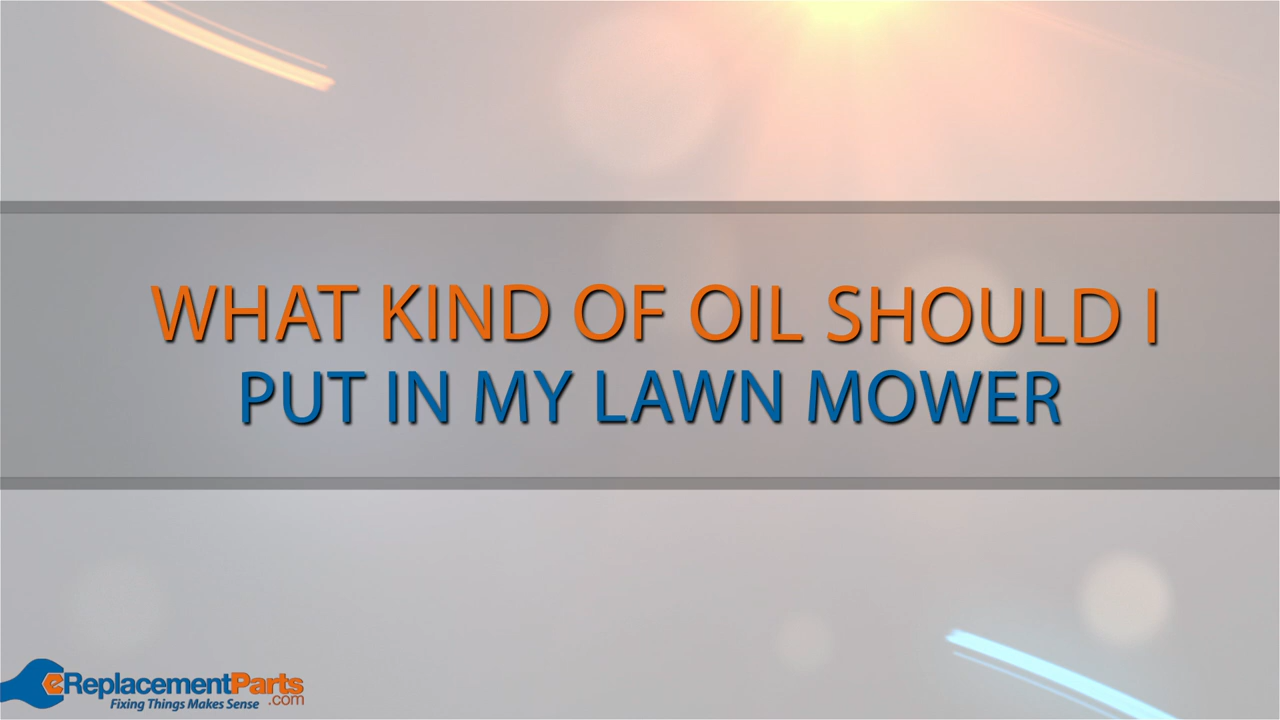 WHAT KIND OF OIL SHOULD I
PUT IN MY LAWN MOWER
eReplacementParts
.com
Fixing Things Makes Sense